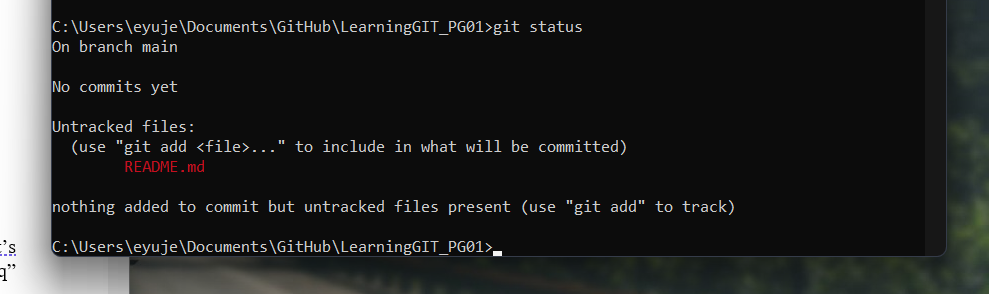 C:\Users\eyuje\Documents\GitHub\LearningGIT_PG01>git status
On branch main
No commits yet
Untracked files:
(use "git add <file>..." to include in what will be committed)
README.md
nothing added to commit but untracked files present (use "git add" to track)
C:\Users\eyuje\Documents\GitHub\LearningGIT_PG01>